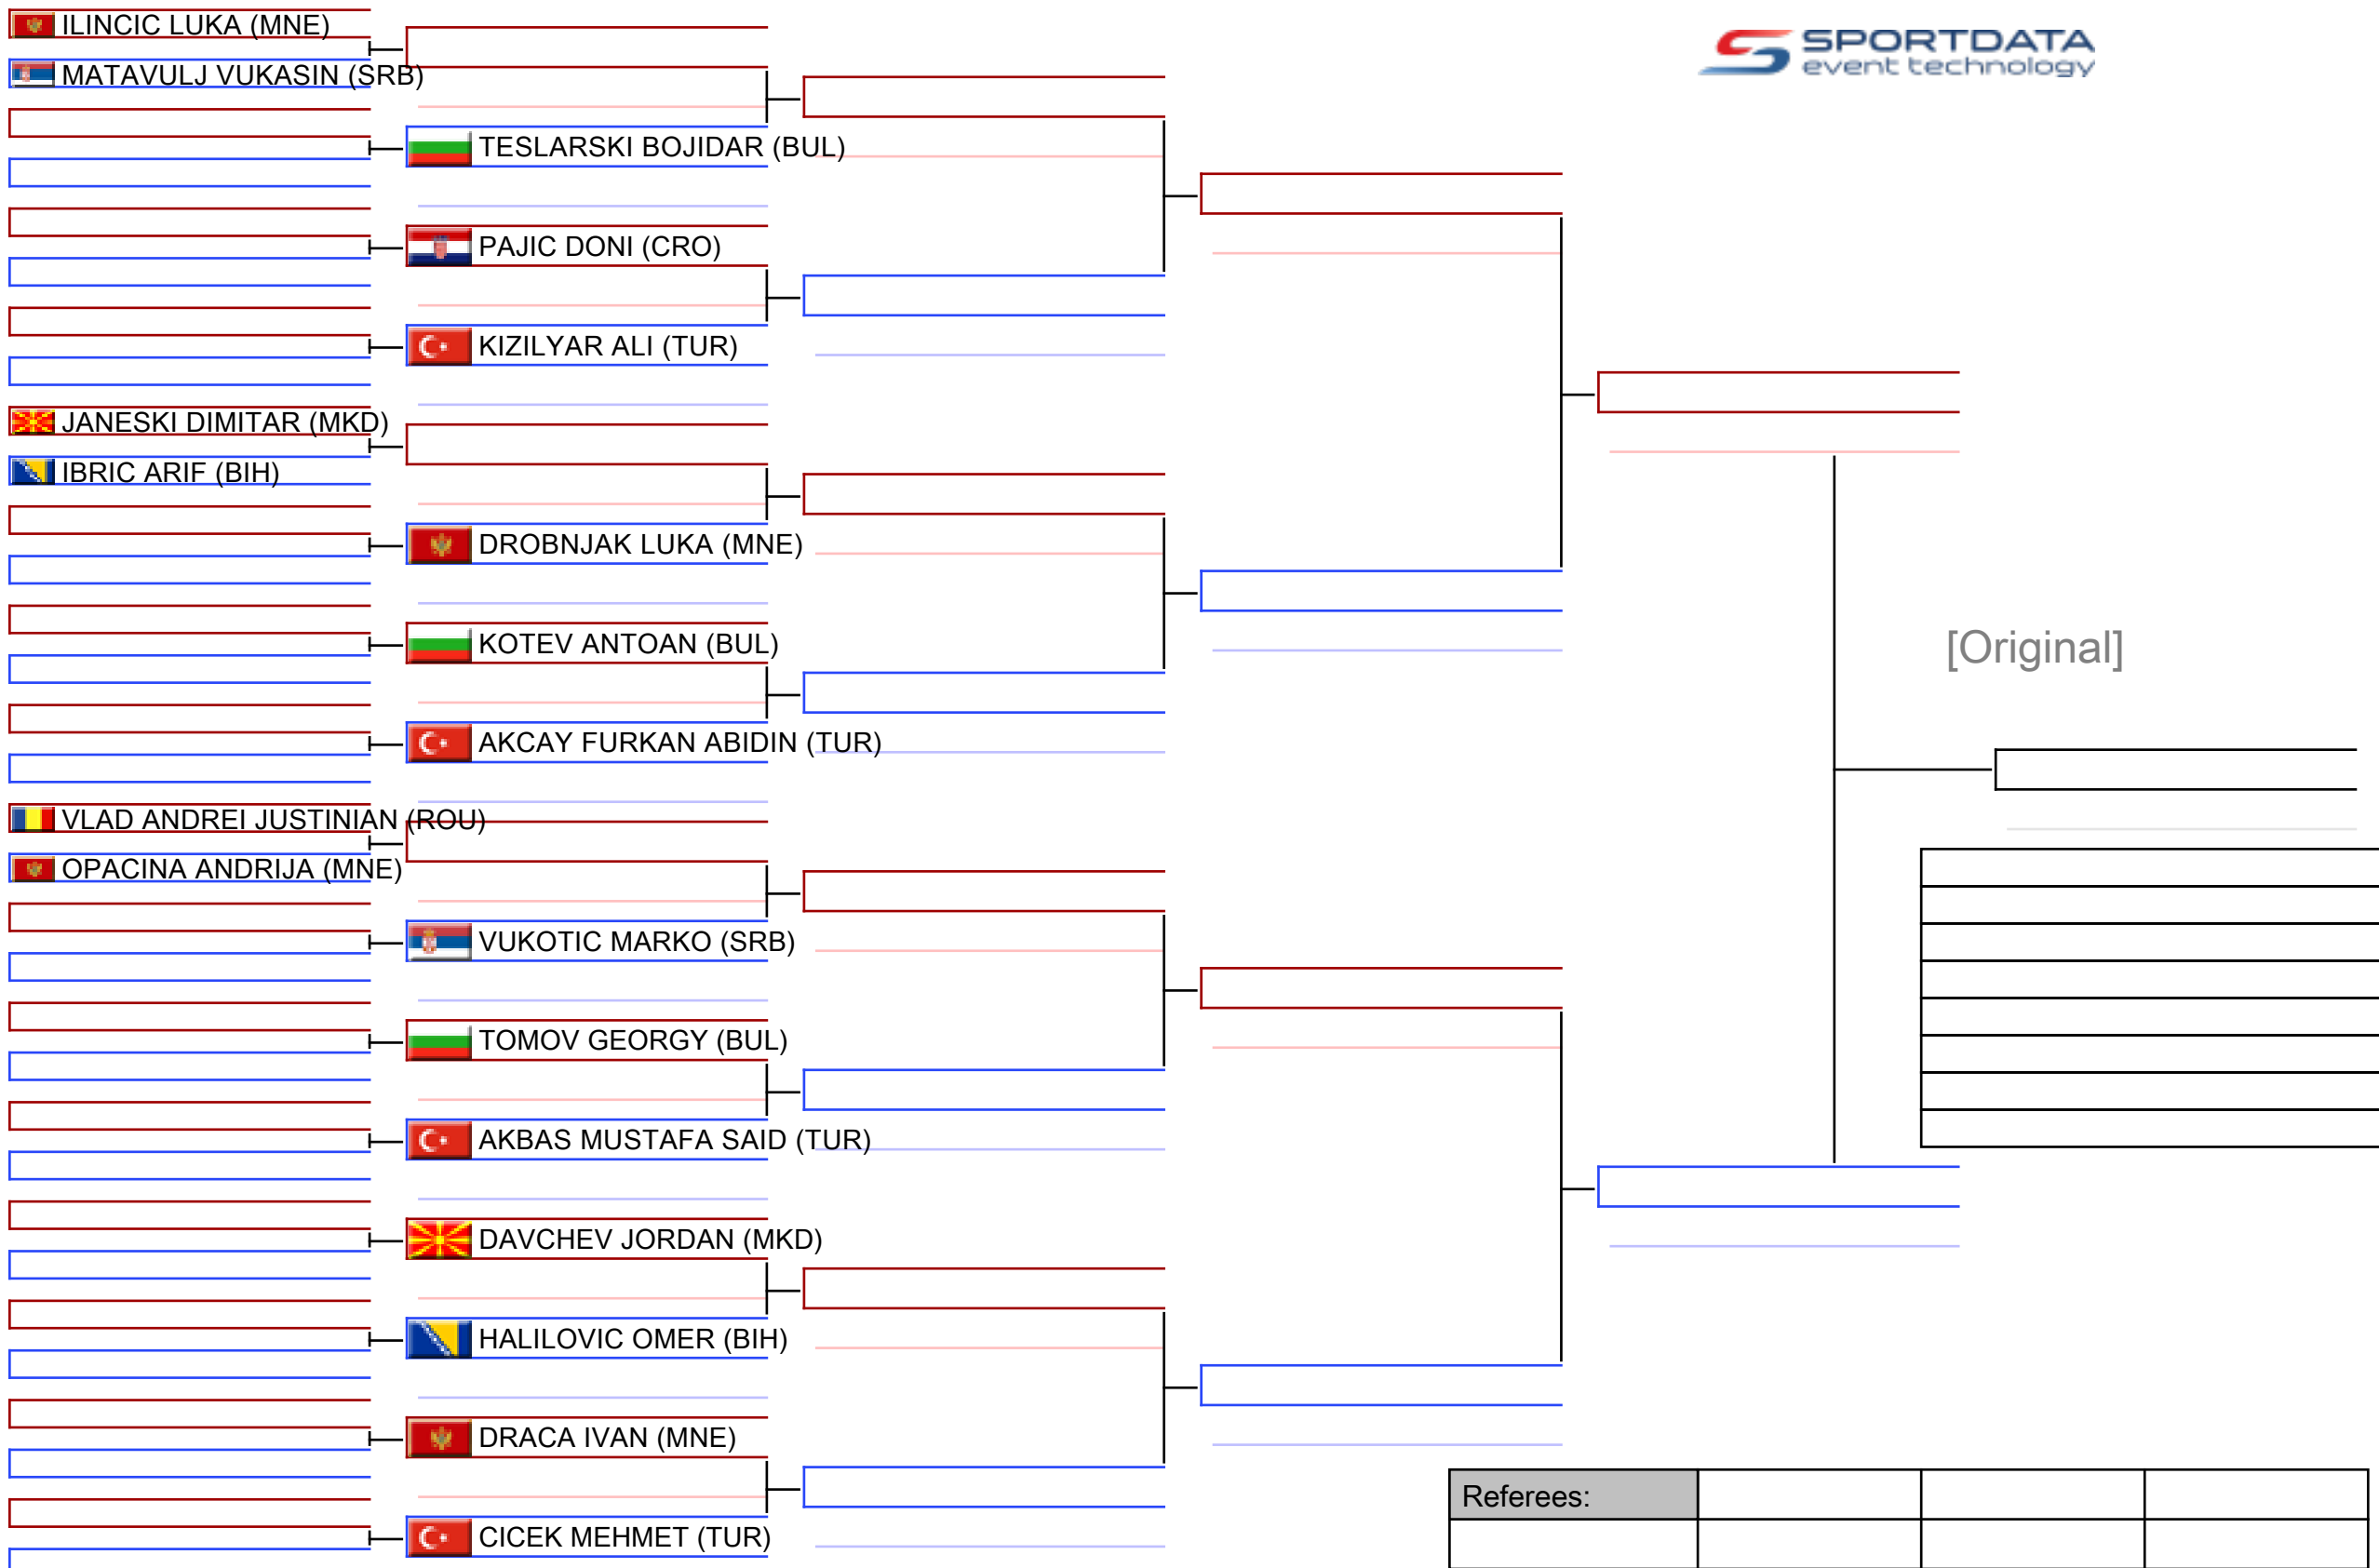 ILINCIC LUKA (MNE)
MATAVULJ VUKASIN (SRB)
SPORTDATA
event technology
TESLARSKI BOJIDAR (BUL)
PAJIC DONI (CRO)
KIZILYAR ALI (TUR)
JANESKI DIMITAR (MKD)
IBRIC ARIF (BIH)
DROBNJAK LUKA (MNE)
KOTEV ANTOAN (BUL)
[Original]
AKCAY FURKAN ABIDIN (TUR)
VLAD ANDREI JUSTINIAN (ROU)
OPACINA ANDRIJA (MNE)
VUKOTIC MARKO (SRB)
TOMOV GEORGY (BUL)
AKBAS MUSTAFA SAID (TUR)
DAVCHEV JORDAN (MKD)
HALILOVIC OMER (BIH)
DRACA IVAN (MNE)
CICEK MEHMET (TUR)
Referees: